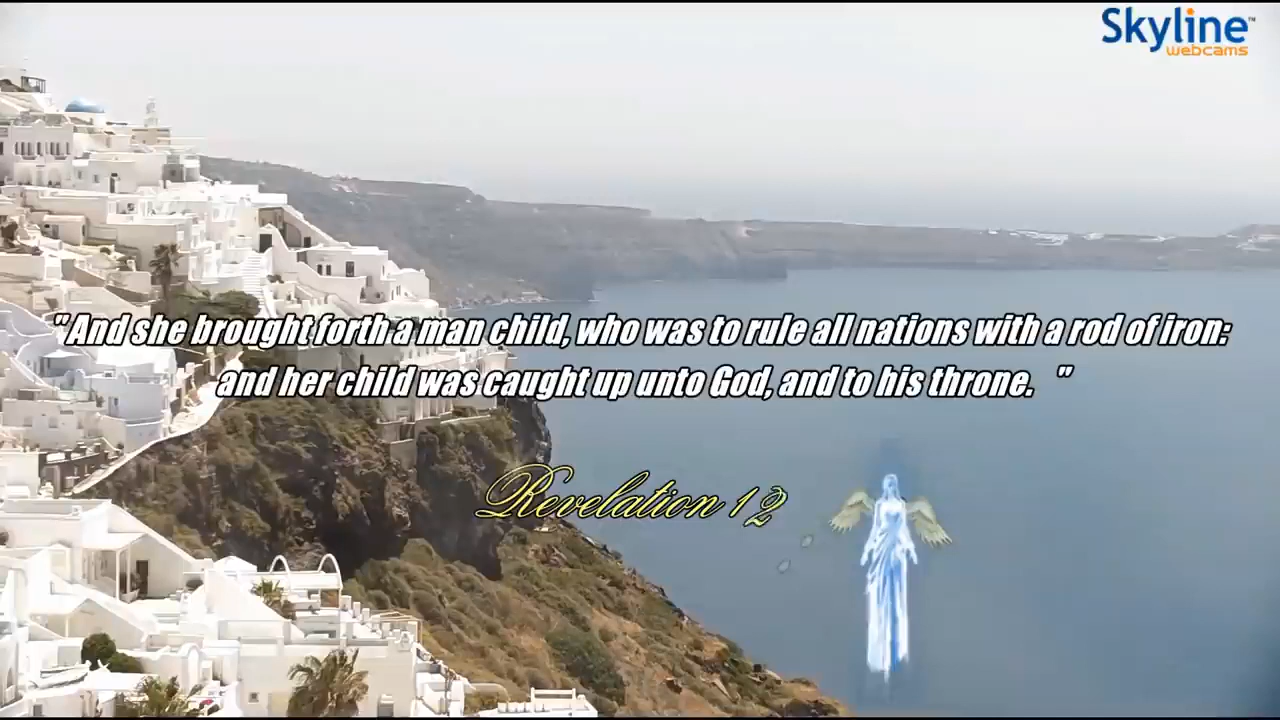 Skyline™
webcams
"And she brought forth a man child, who was to rule all nations with a rod of iron:
and her child was caught up unto God, and to his throne. "
Revelation 12